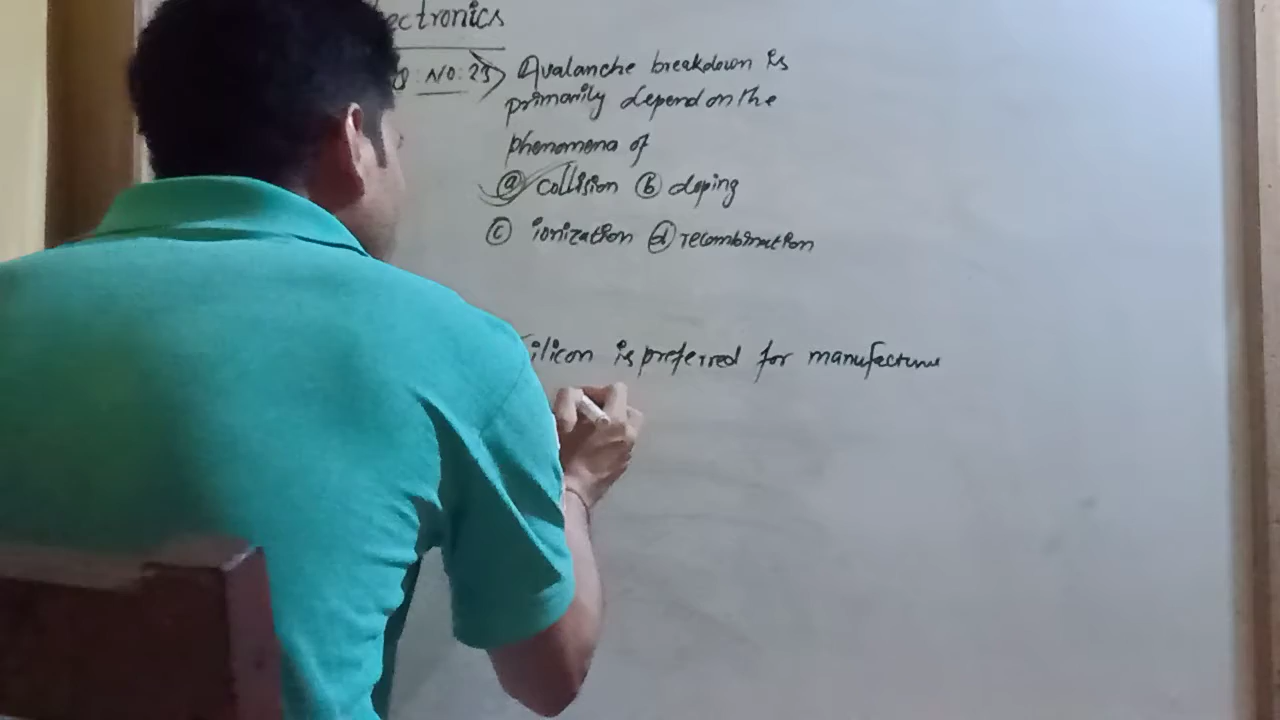 ectronics
Q: NO: 25 Avalanche breakdown is
primarily depend on the
phenomena of
(a) collision (b) doping
(c) ionization (d) recombination
ilicon is preferred for manufacture